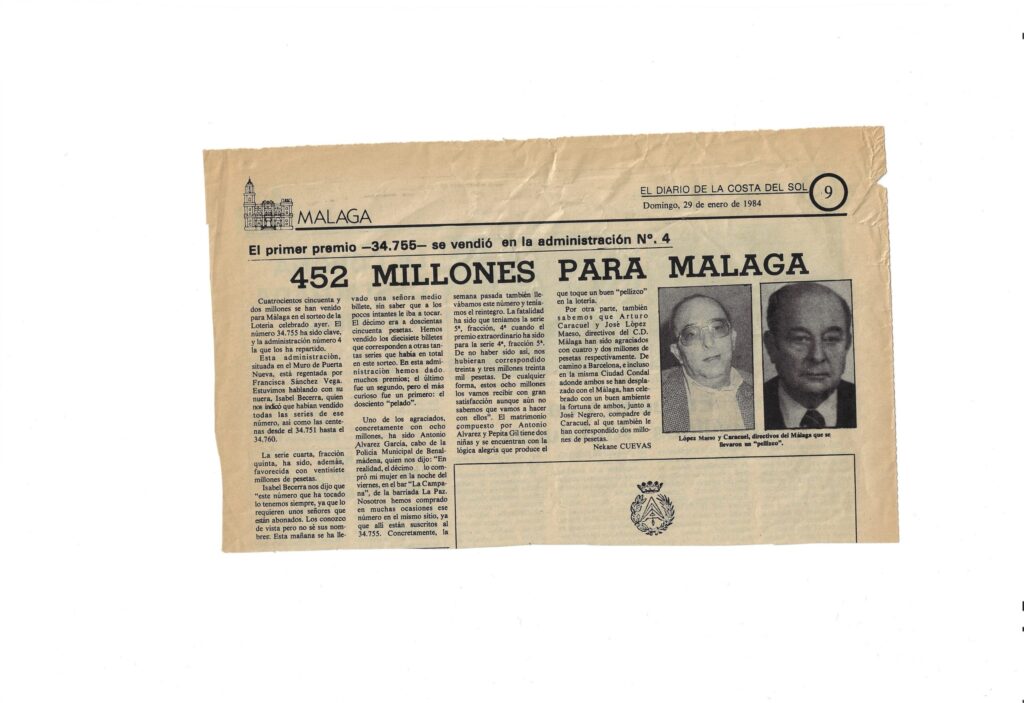 MALAGA
EL DIARIO DE LA COSTA DEL SOL
Domingo, 29 de enero de 1984
9
El primer premio —34.755— se vendió en la administración Nº. 4
452 MILLONES PARA MALAGA
Cuatrocientos cincuenta y
dos millones se han venido
para Málaga en el sorteo de la
Loteria celebrado ayer. El
número 34.755 ha sido clave,
y la administración número 4
la que los ha repartido.
Esta administración,
situada en el Muro de Puerta
Nueva, está regentada por
Francisca Sánchez Vega.
Estuvimos hablando con su
nuera, Isabel Becerra, quien
nos indicó que habían vendido
todas las series de ese
número, así como las cente
nas desde el 34.751 hasta el
34.760.
La serie cuarta, fracción
quinta, ha sido, además,
favorecida con ventisiete
millones de pesetas.
Isabel Becerra nos dijo que
"este número que ha tocado
lo tenemos siempre, ya que lo
requieren unos señores que
están abonados. Los conozco
de vista pero no sé sus nom-
bres. Esta mañana se ha lle-
vado una señora medio
billete, sin saber que a los
pocos intantes le iba a tocar.
El décimo era a doscientas
cincuenta pesetas. Hemos
vendido los diecisiete billetes
que corresponden a otras tan-
tas series que había en total
en este sorteo. En esta admi-
nistración hemos dado
muchos premios; el último
fue un segundo, pero el más
curioso fue un primero: el
dosciento "pelado".
Uno de los agraciados,
concretamente con ocho
millones, ha sido Antonio
Alvarez García, cabo de la
Policía Municipal de Benal-
mádena, quien nos dijo: "En
realidad, el décimo lo com-
pró mi mujer en la noche del
viernes, en el bar "La Campa-
na", de la barriada La Paz.
Nosotros hemos comprado
en muchas ocasiones ese
número en el mismo sitio, ya
que allí están suscritos al
34.755. Concretamente, la
semana pasada también lle-
vábamos este número y tenía-
mos el reintegro. La fatalidad
ha sido que teníamos la serie
5ª, fracción, 4ª cuando el
premio extraordinario ha sido
para la serie 4ª, fracción 5ª.
De no haber sido así, nos
hubieran correspondido
treinta y tres millones treinta
mil pesetas. De cualquier
forma, estos ocho millones
los vamos recibir con gran
satisfacción aunque aún no
sabemos que vamos a hacer
con ellos". El matrimonio
compuesto por Antonio
Alvarez y Pepita Gil tiene dos
niñas y se encuentran con la
lógica alegria que produce el
que toque un buen "pellizco"
en la lotería.
Por otra parte, también
sabemos que Arturo
Caracuel y José López
Maeso, directivos del C.D.
Málaga han sido agraciados
con cuatro y dos millones de
pesetas respectivamente. De
camino a Barcelona, e incluso
en la misma Ciudad Condal
adonde ambos se han despla-
zado con el Málaga, han cele-
brado con un buen ambiente
la fortuna de ambos, junto a
José Negrero, compadre de
Caracuel, al que también le
han correspondido dos millo-
nes de pesetas.
Nekane CUEVAS
López Maeso y Caracuel, directivos del Málaga que se
llevaron un "pellizco".